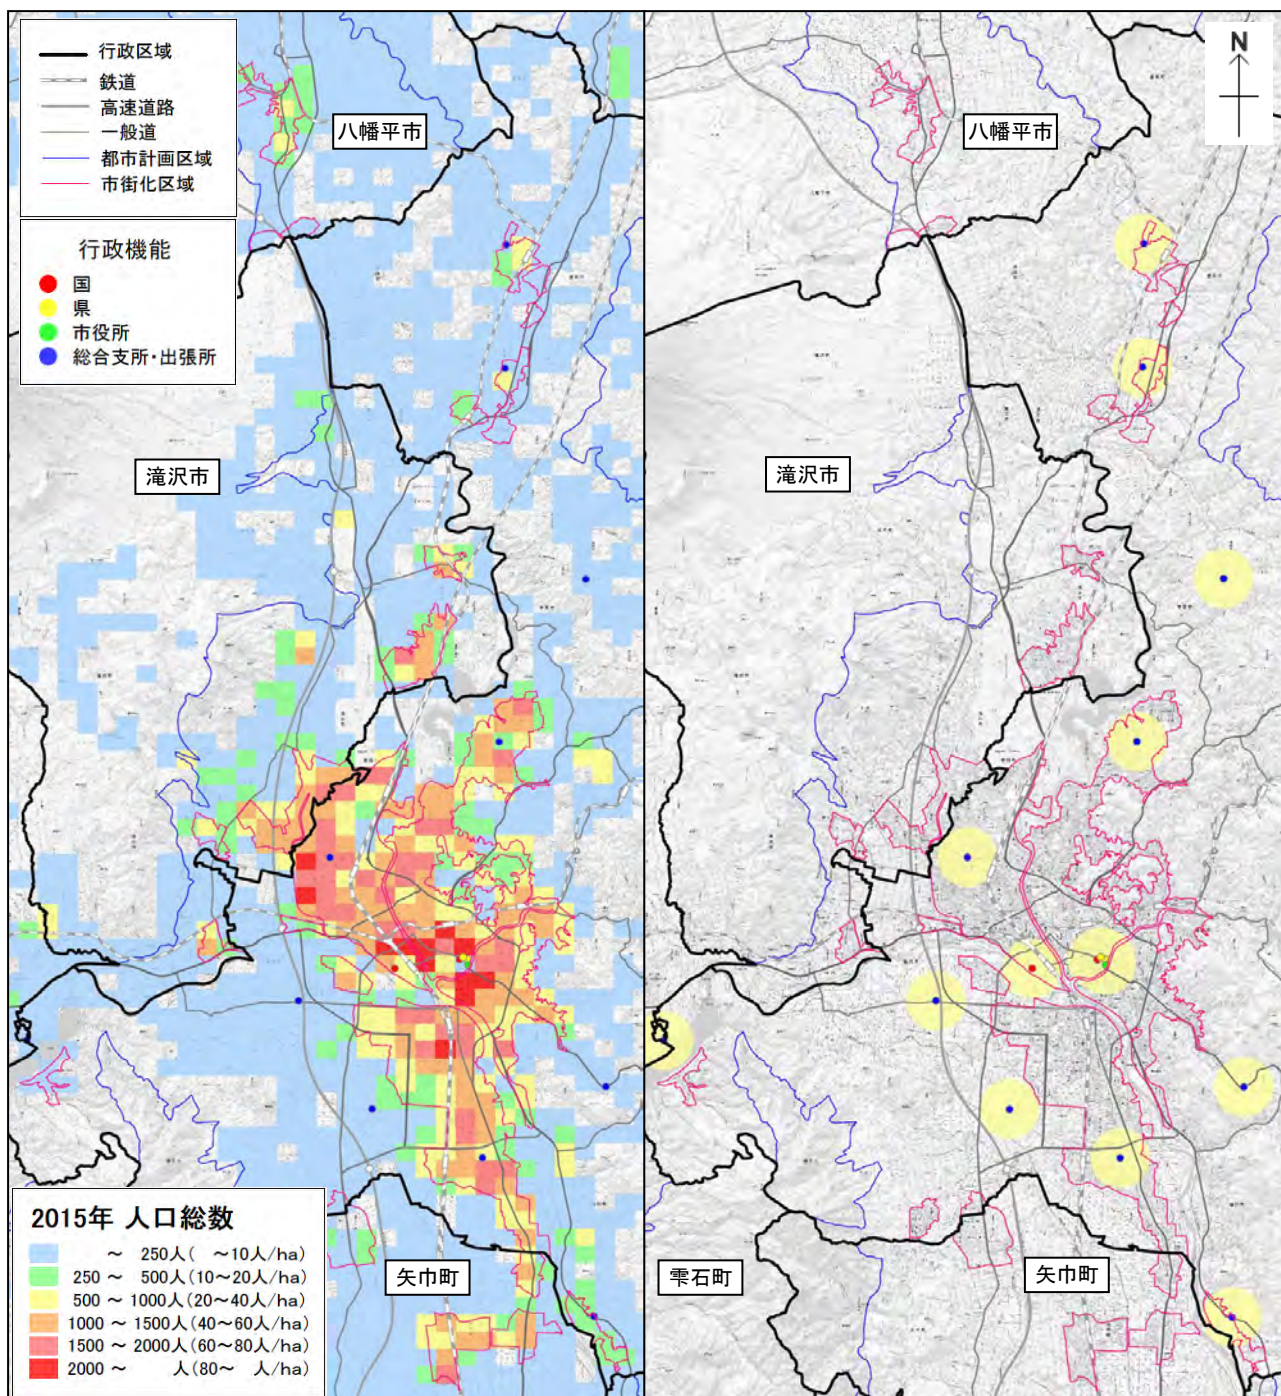 行政区域
鉄道
高速道路
一般道
都市計画区域
市街化区域
行政機能
国
県
市役所
総合支所・出張所
八幡平市
滝沢市
矢巾町
2015年 人口総数
～ 250人( ～10人/ha)
250 ～ 500人(10～20人/ha)
500 ～ 1000人(20～40人/ha)
1000 ～ 1500人(40～60人/ha)
1500 ～ 2000人(60～80人/ha)
2000 ～ 人(80～ 人/ha)
N
八幡平市
滝沢市
雫石町
矢巾町